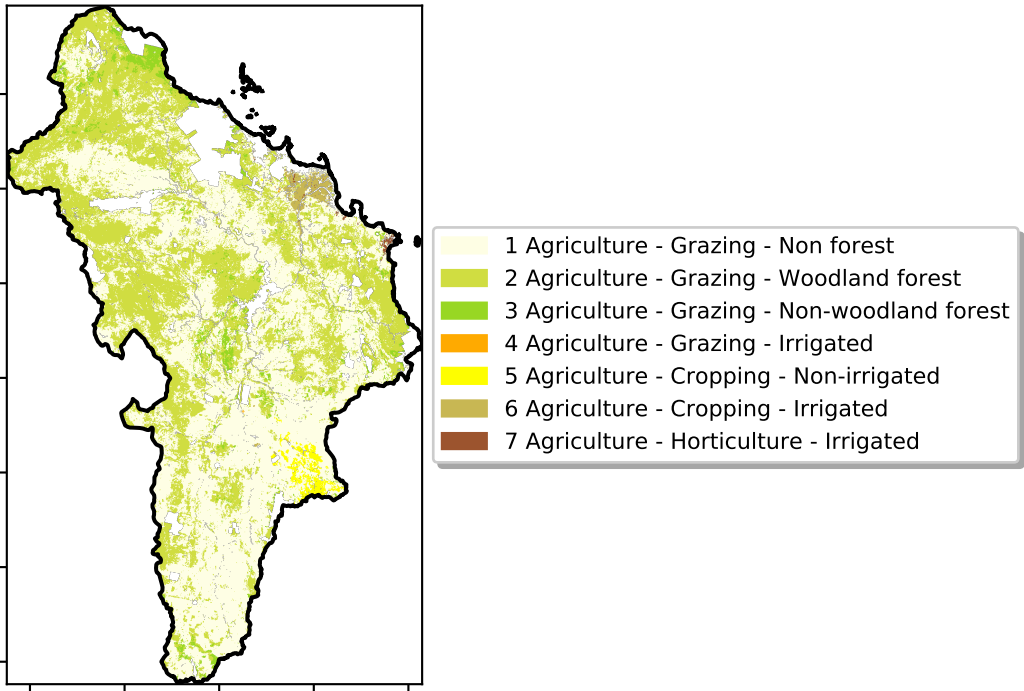 1 Agriculture - Grazing - Non forest
2 Agriculture - Grazing - Woodland forest
3 Agriculture - Grazing - Non-woodland forest
4 Agriculture - Grazing - Irrigated
5 Agriculture - Cropping - Non-irrigated
6 Agriculture - Cropping - Irrigated
7 Agriculture - Horticulture - Irrigated